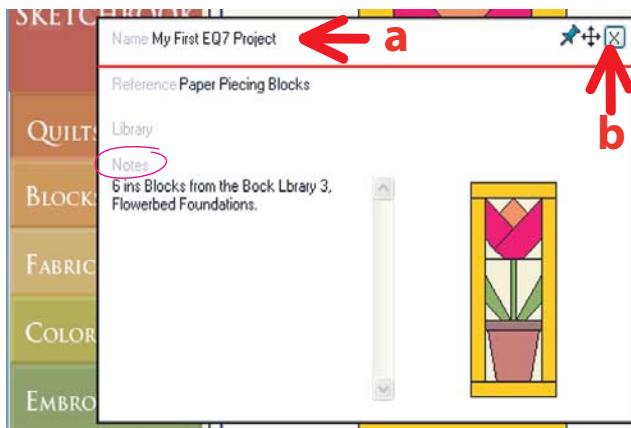 SKETCHBOOK
Name My First EQ7 Project
a
b
Reference Paper Piecing Blocks
Library
Notes
6 ins Blocks from the Bock Lbrary 3,
Flowerbed Foundations.
QUILTS
BLOCK
FABRIC
COLOR
EMBRO